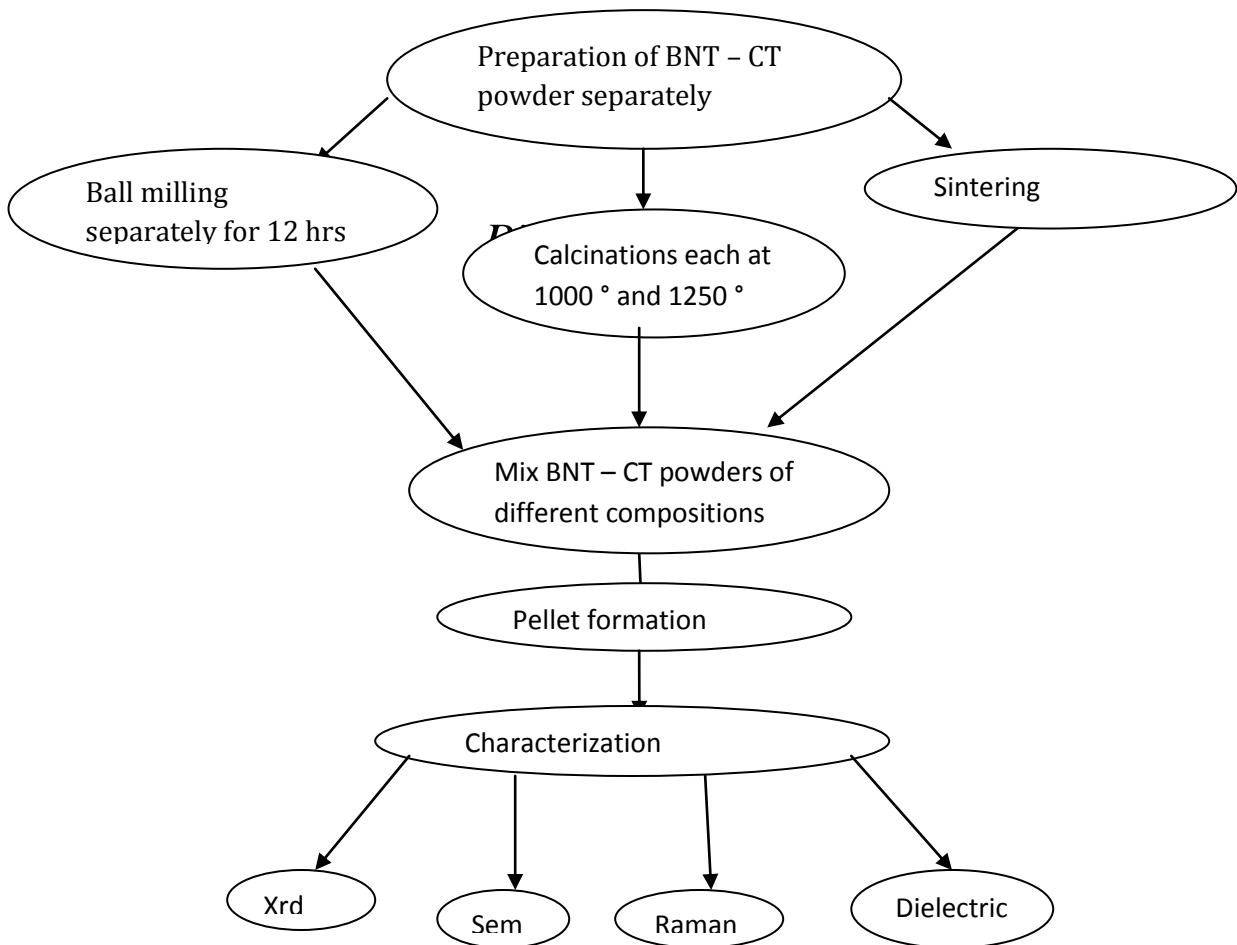 Preparation of BNT – CT
powder separately
Ball milling
separately for 12 hrs
Sintering
Calcinations each at
1000 ° and 1250 °
Mix BNT – CT powders of
different compositions
Pellet formation
Characterization
Xrd
Sem
Raman
Dielectric